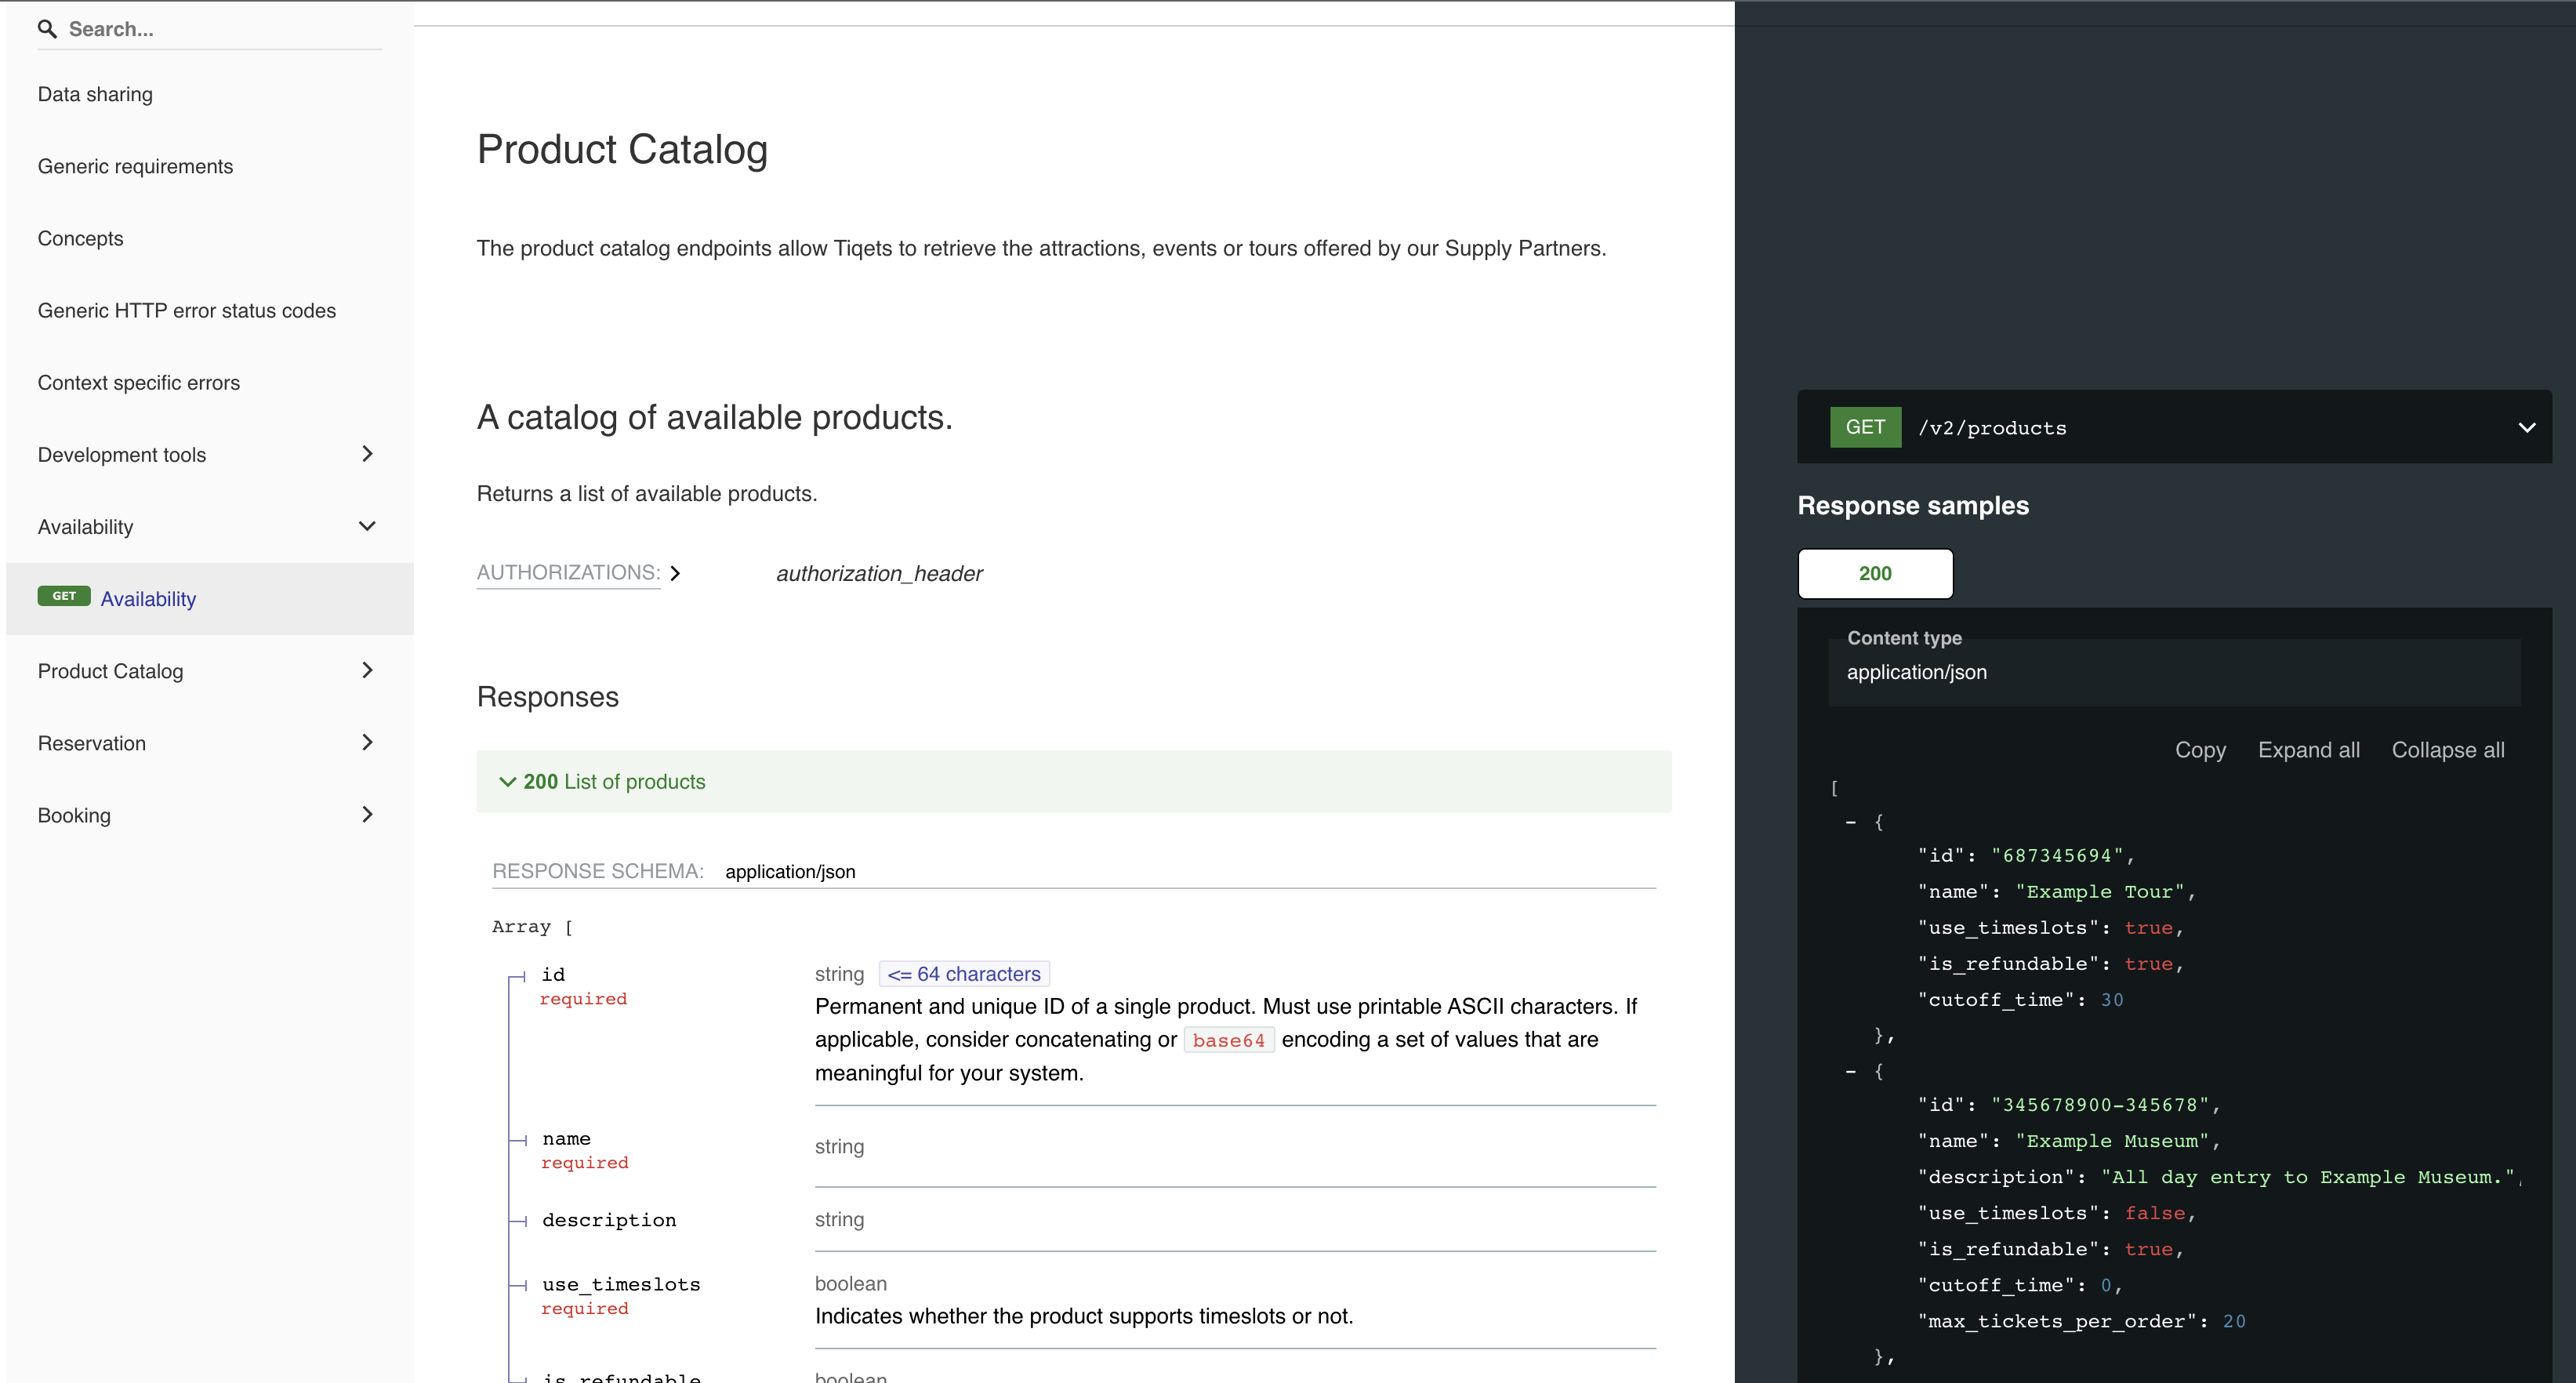 Search...
Data sharing
Generic requirements
Concepts
Generic HTTP error status codes
Context specific errors
Development tools
Availability
GET Availability
Product Catalog
Reservation
Booking
Product Catalog
The product catalog endpoints allow Tiqets to retrieve the attractions, events or tours offered by our Supply Partners.
A catalog of available products.
Returns a list of available products.
AUTHORIZATIONS: authorization_header
Responses
200 List of products
RESPONSE SCHEMA: application/json
Array [
id
required
string <= 64 characters
Permanent and unique ID of a single product. Must use printable ASCII characters. If
applicable, consider concatenating or base64 encoding a set of values that are
meaningful for your system.
name
required
string
description
string
use_timeslots
required
boolean
Indicates whether the product supports timeslots or not.
is_refundable
boolean
GET /v2/products
Response samples
200
Content type
application/json
Copy Expand all Collapse all
[
- {
"id": "687345694",
"name": "Example Tour",
"use_timeslots": true,
"is_refundable": true,
"cutoff_time": 30
},
- {
"id": "345678900-345678",
"name": "Example Museum",
"description": "All day entry to Example Museum.",
"use_timeslots": false,
"is_refundable": true,
"cutoff_time": 0,
"max_tickets_per_order": 20
},